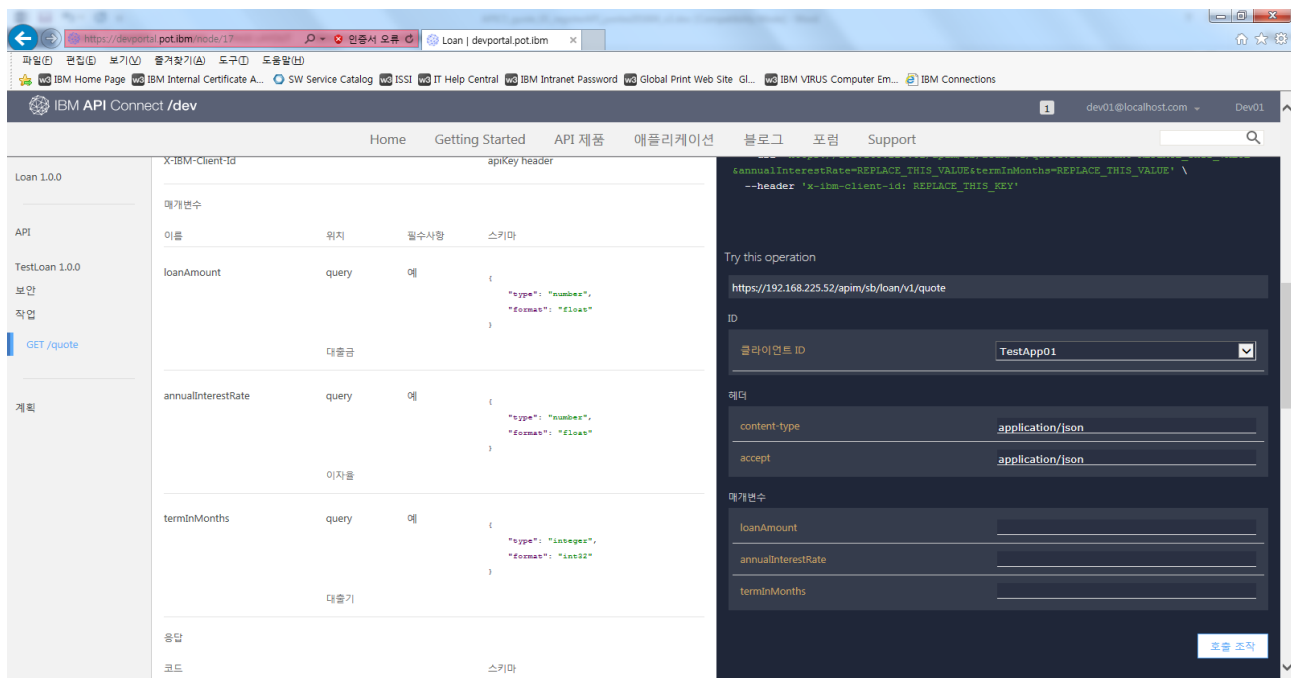 https://devportal.pot.ibm/node/17
인증서 오류
Loan | devportal.pot.ibm
파일(F) 편집(E) 보기(V) 즐겨찾기(A) 도구(T) 도움말(H)
IBM Home Page IBM Internal Certificate A... SW Service Catalog ISSI IT Help Central IBM Intranet Password Global Print Web Site Gl... IBM VIRUS Computer Em... IBM Connections
IBM API Connect /dev
1 dev01@localhost.com Dev01
Home Getting Started API 제품 애플리케이션 블로그 포럼 Support
Loan 1.0.0
API
TestLoan 1.0.0
보안
작업
GET /quote
계획
X-IBM-Client-Id apiKey header
매개변수
이름 위치 필수사항 스키마
loanAmount query 예
{
"type": "number",
"format": "float"
}
대출금
annualInterestRate query 예
{
"type": "number",
"format": "float"
}
이자율
termInMonths query 예
{
"type": "integer",
"format": "int32"
}
대출기
응답
코드 스키마
&annualInterestRate=REPLACE_THIS_VALUE&termInMonths=REPLACE_THIS_VALUE' \
--header 'x-ibm-client-id: REPLACE_THIS_KEY'
Try this operation
https://192.168.225.52/apim/sb/loan/v1/quote
ID
클라이언트 ID TestApp01
헤더
content-type application/json
accept application/json
매개변수
loanAmount
annualInterestRate
termInMonths
호출 조작